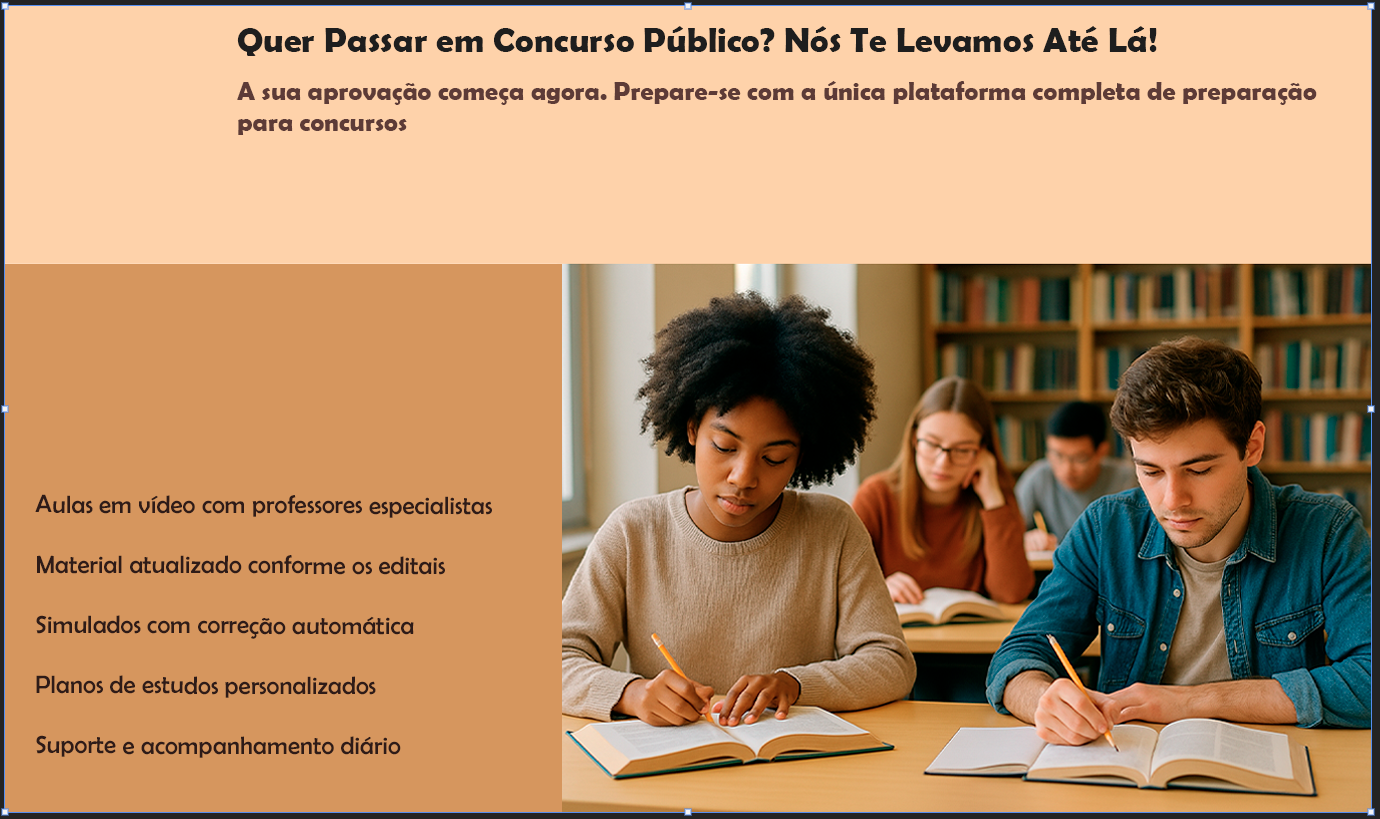 Quer Passar em Concurso Público? Nós Te Levamos Até Lá!
A sua aprovação começa agora. Prepare-se com a única plataforma completa de preparação
para concursos
Aulas em vídeo com professores especialistas
Material atualizado conforme os editais
Simulados com correção automática
Planos de estudos personalizados
Suporte e acompanhamento diário